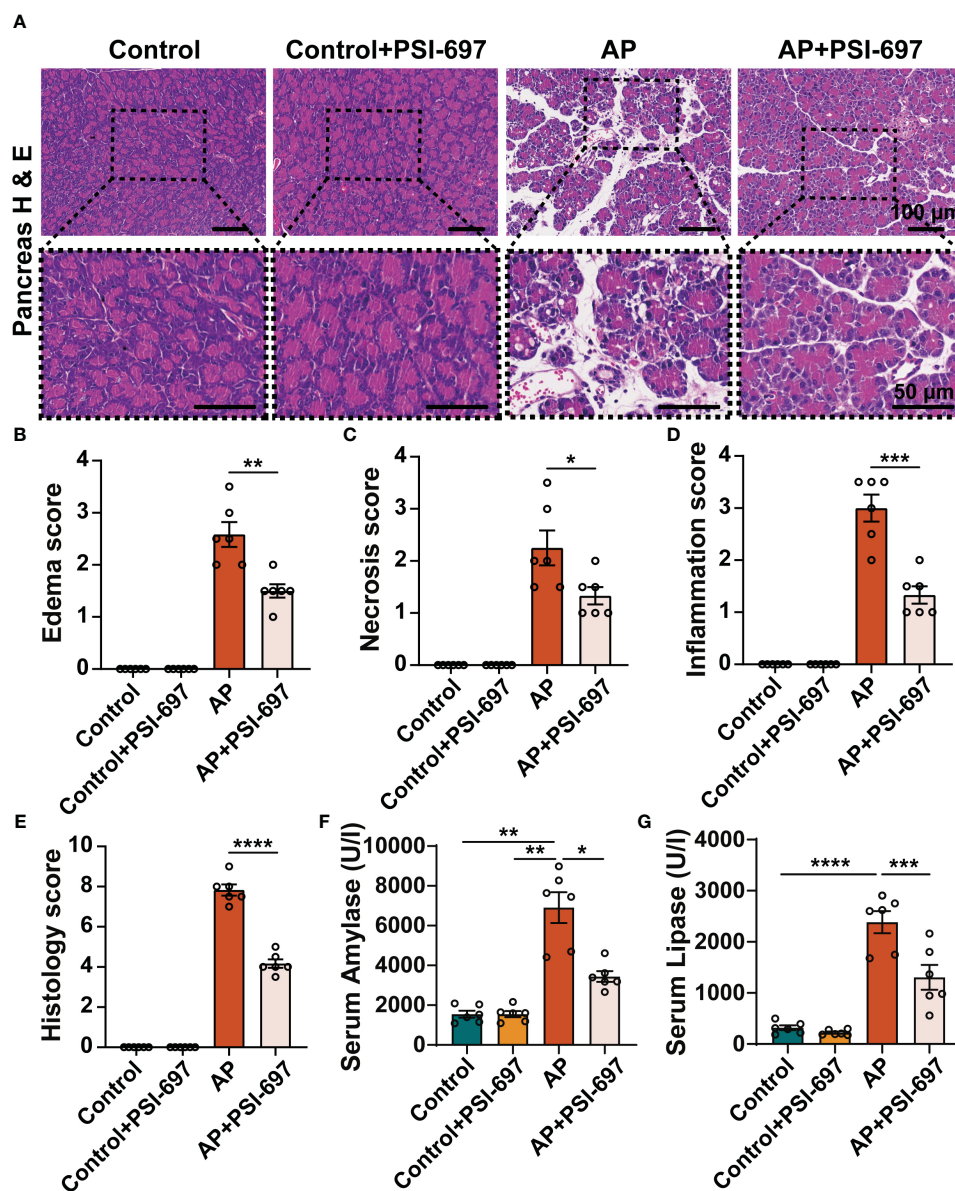 A
Control
Control+PSI-697
AP
AP+PSI-697
Pancreas H & E
100 μm
50 μm
B
Edema score
4
3
2
1
0
**
Control
Control+PSI-697
AP
AP+PSI-697
C
Necrosis score
4
3
2
1
0
*
Control
Control+PSI-697
AP
AP+PSI-697
D
Inflammation score
4
3
2
1
0
***
Control
Control+PSI-697
AP
AP+PSI-697
E
Histology score
10
8
6
4
2
0
****
Control
Control+PSI-697
AP
AP+PSI-697
F
Serum Amylase (U/l)
10000
8000
6000
4000
2000
0
**
**
*
Control
Control+PSI-697
AP
AP+PSI-697
G
Serum Lipase (U/l)
4000
3000
2000
1000
0
****
***
Control
Control+PSI-697
AP
AP+PSI-697